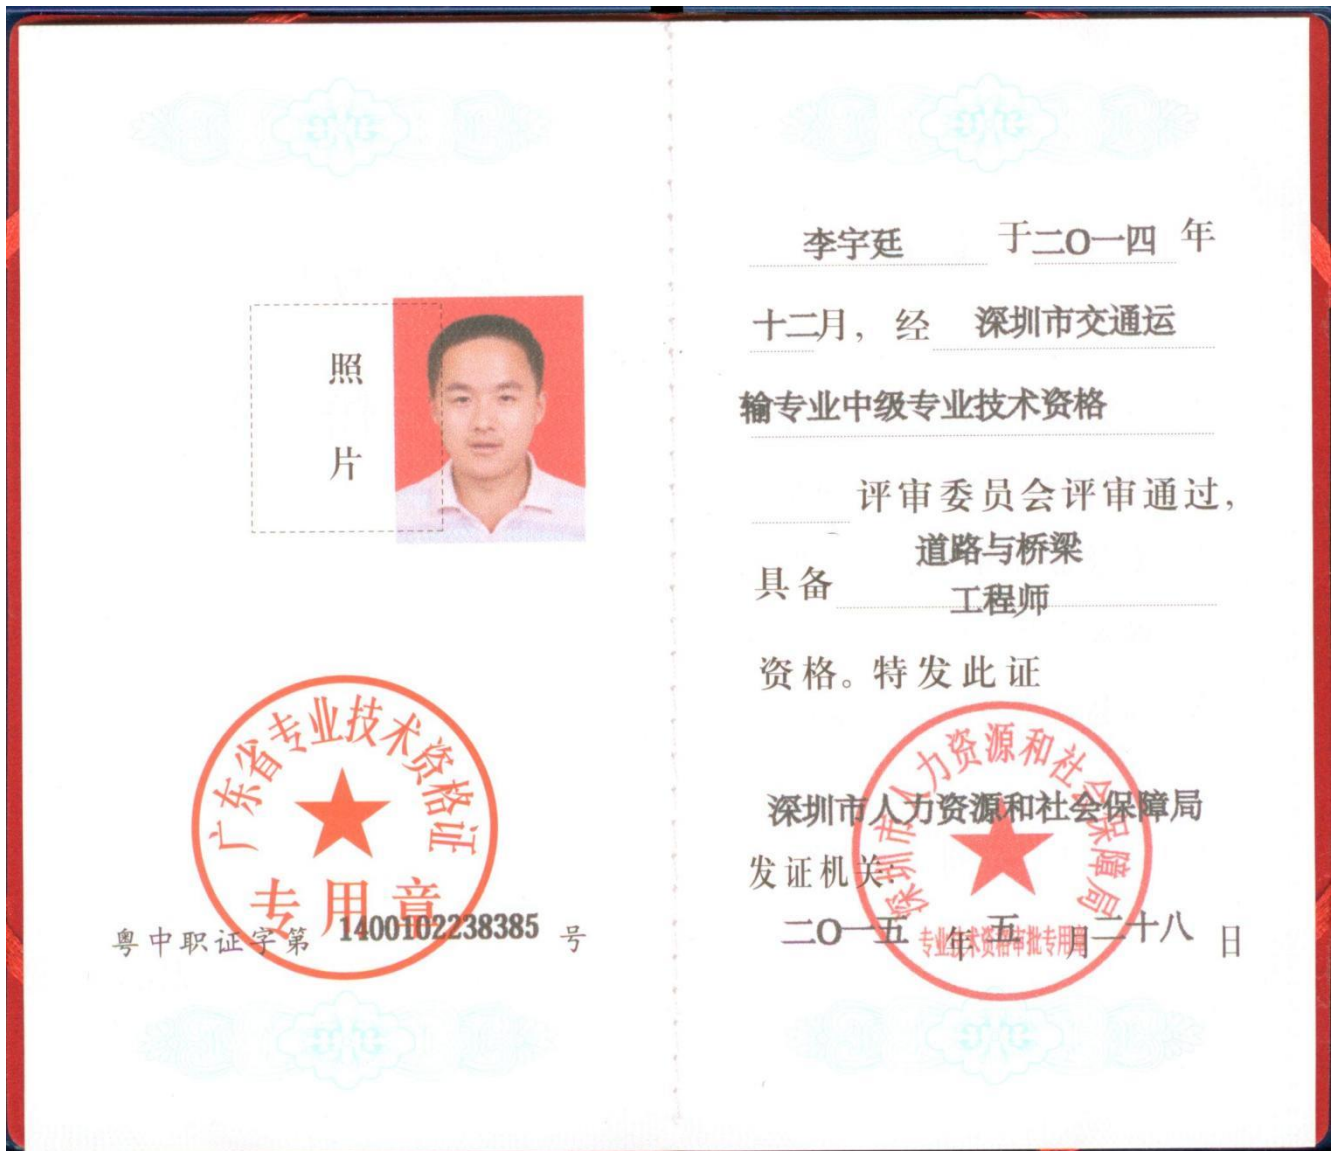 照
片
广东省专业技术资格证
专用章
粤中职证字第 1400102238385 号
李宇廷 于二O一四 年
十二月，经 深圳市交通运
输专业中级专业技术资格
评审委员会评审通过，
道路与桥梁
具备
工程师
资格。特发此证
深圳市人力资源和社会保障局
深圳市人力资源和社会保障局
发证机关：
二O一五 年 五 月 二十八 日
专业技术资格审批专用章